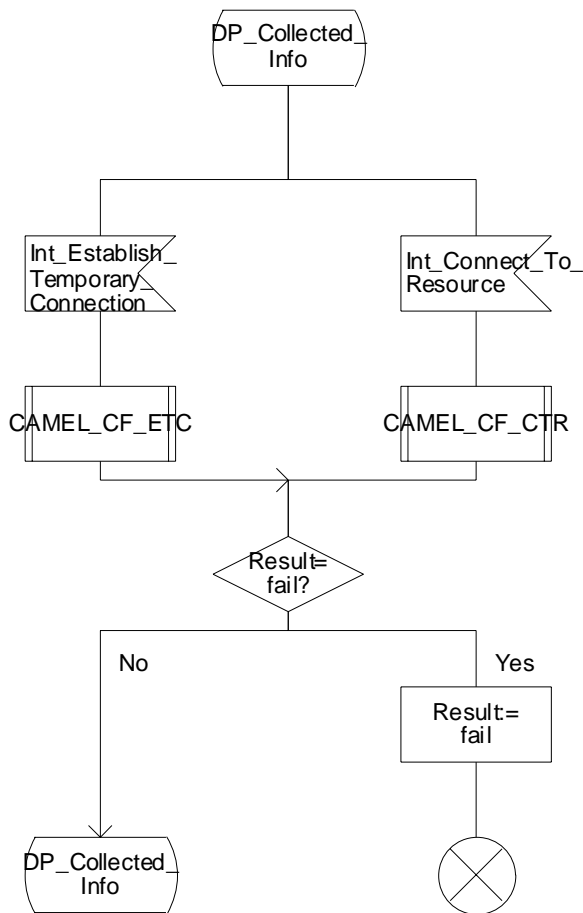 DP_Collected_
Info
Int_Establish_
Temporary_
Connection
Int_Connect_To_
Resource
CAMEL_CF_ETC
CAMEL_CF_CTR
Result=
fail?
No
Yes
Result:=
fail
DP_Collected_
Info